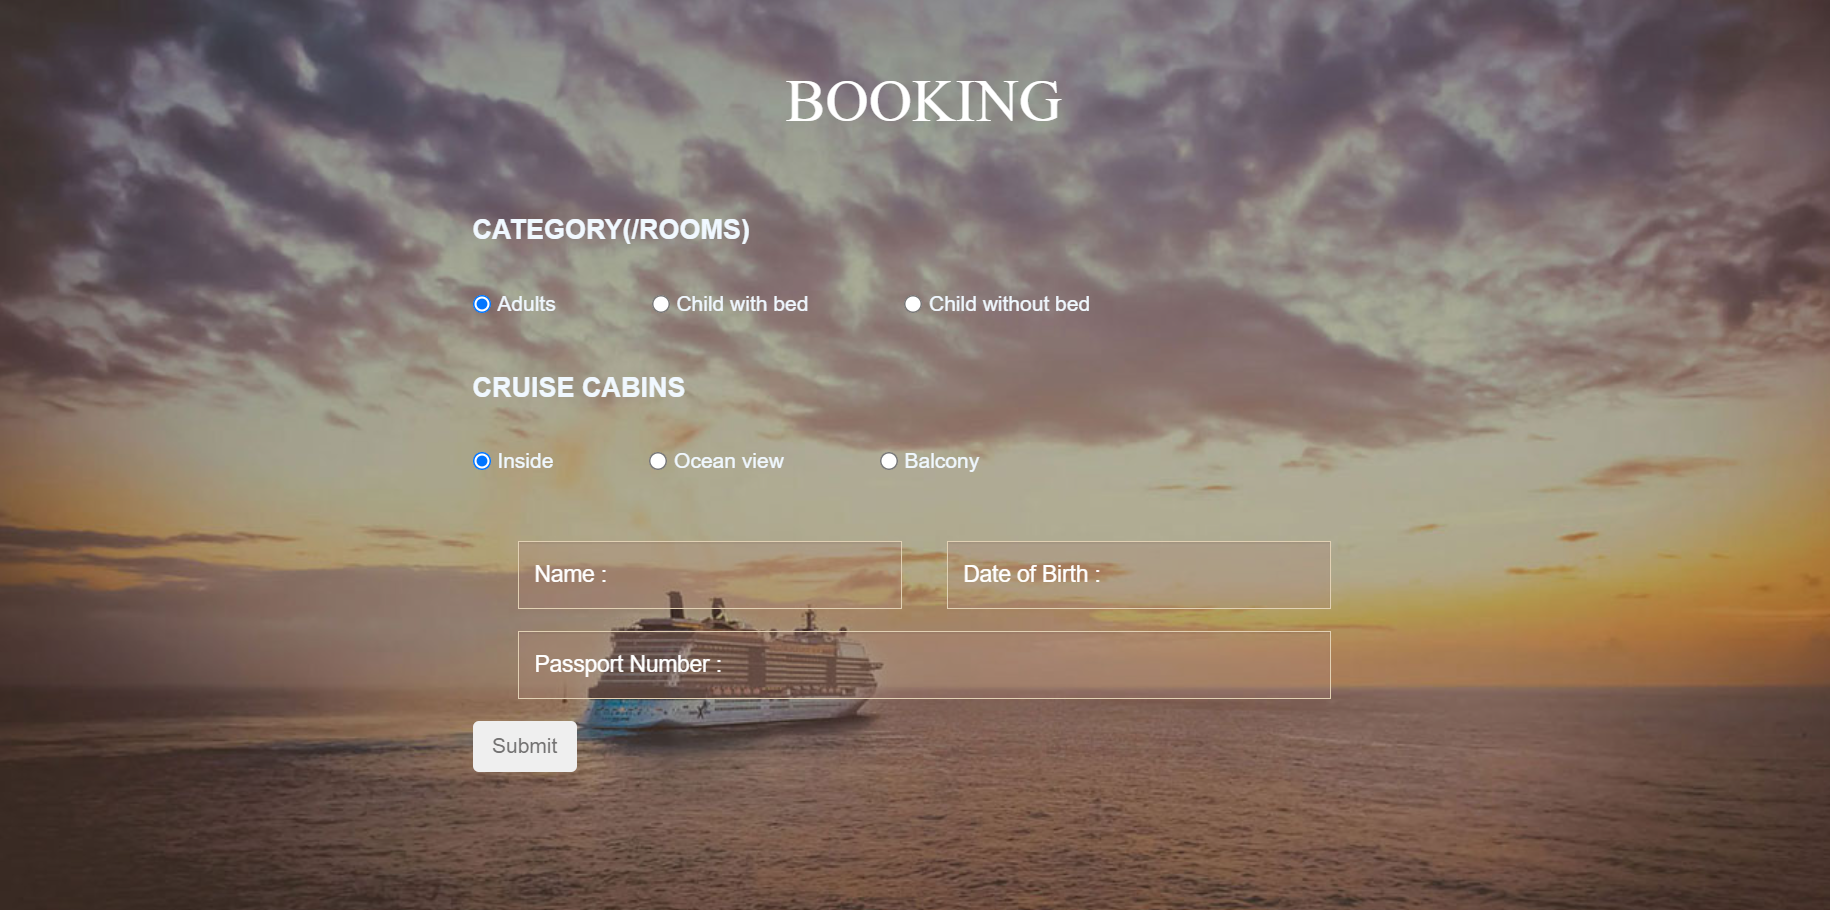 BOOKING
CATEGORY(/ROOMS)
Adults Child with bed Child without bed
CRUISE CABINS
Inside Ocean view Balcony
Name : Date of Birth :
Passport Number :
Submit